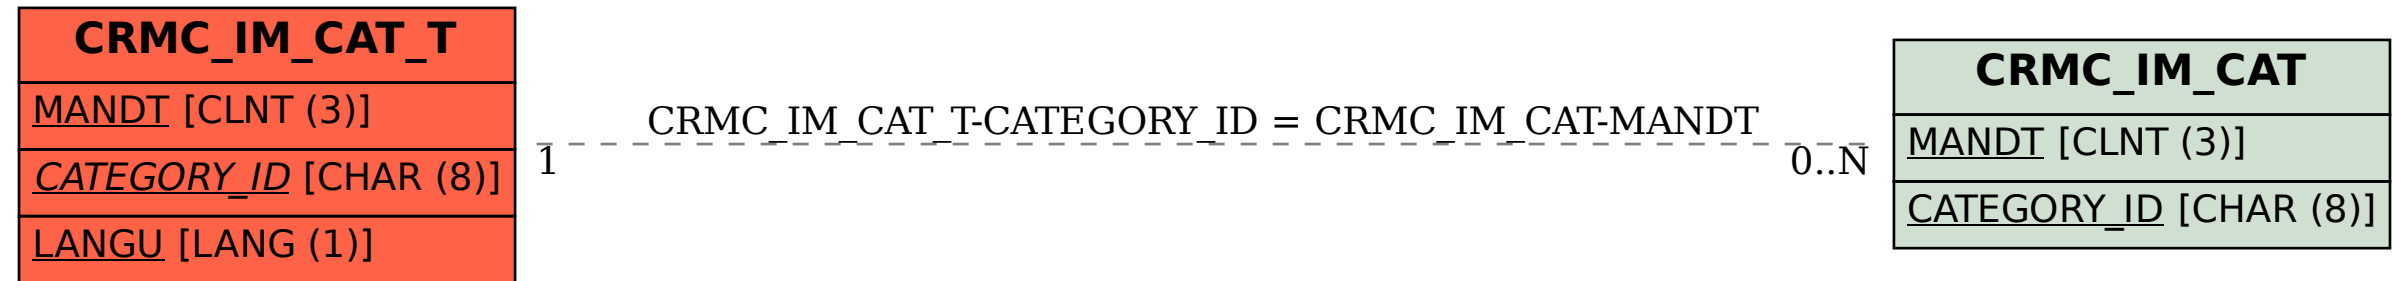 CRMC_IM_CAT_T
MANDT [CLNT (3)]
CATEGORY_ID [CHAR (8)]
LANGU [LANG (1)]
CRMC_IM_CAT_T-CATEGORY_ID = CRMC_IM_CAT-MANDT
1
0..N
CRMC_IM_CAT
MANDT [CLNT (3)]
CATEGORY_ID [CHAR (8)]